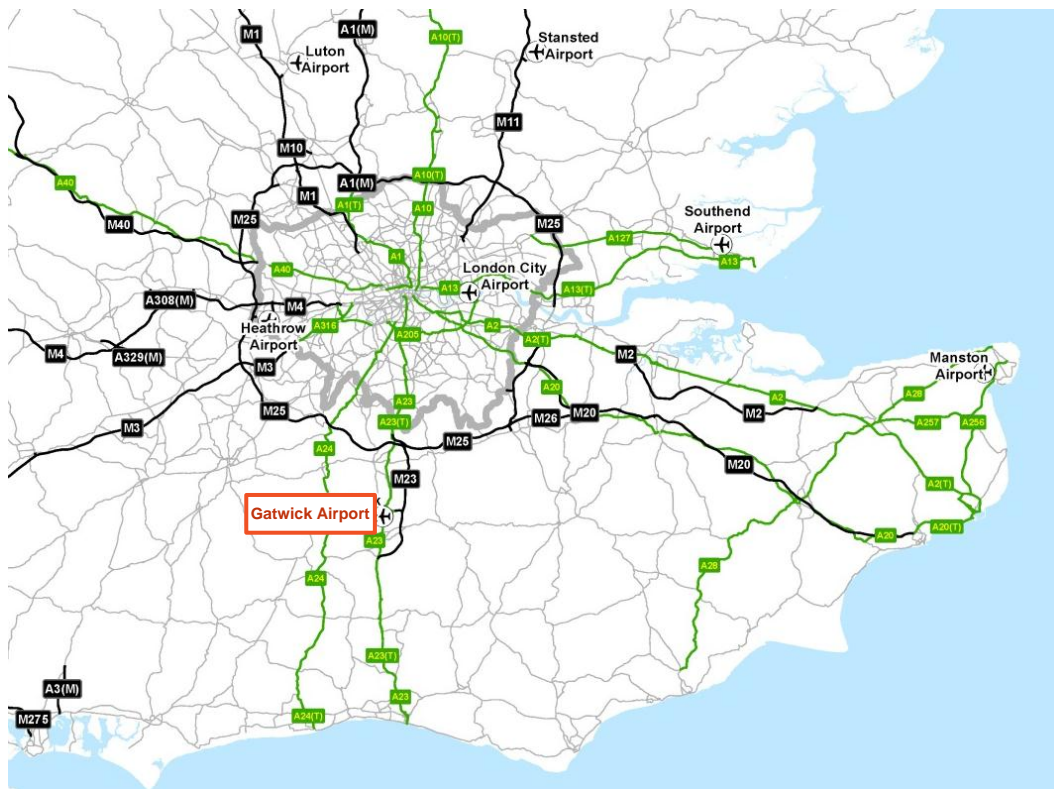 M1
A1(M)
A10(T)
Stansted
Airport
Luton
Airport
M11
M10
A10(T)
A40
A1(M)
M1
A1(T)
A10
M25
M40
M25
Southend
Airport
A127
A1
A13
A40
London City
Airport
A13
A13(T)
A308(M)
M4
A316
Heathrow
Airport
A205
A2
A2(T)
M4
A329(M)
M3
M2
Manston
Airport
A20
A28
A2
A23
M25
M26
M20
M2
A23(T)
A257
A256
M3
M25
A24
M20
M23
A2(T)
Gatwick Airport
A23
A20
A20(T)
A28
A24
A23(T)
A3(M)
A23
M275
A24(T)